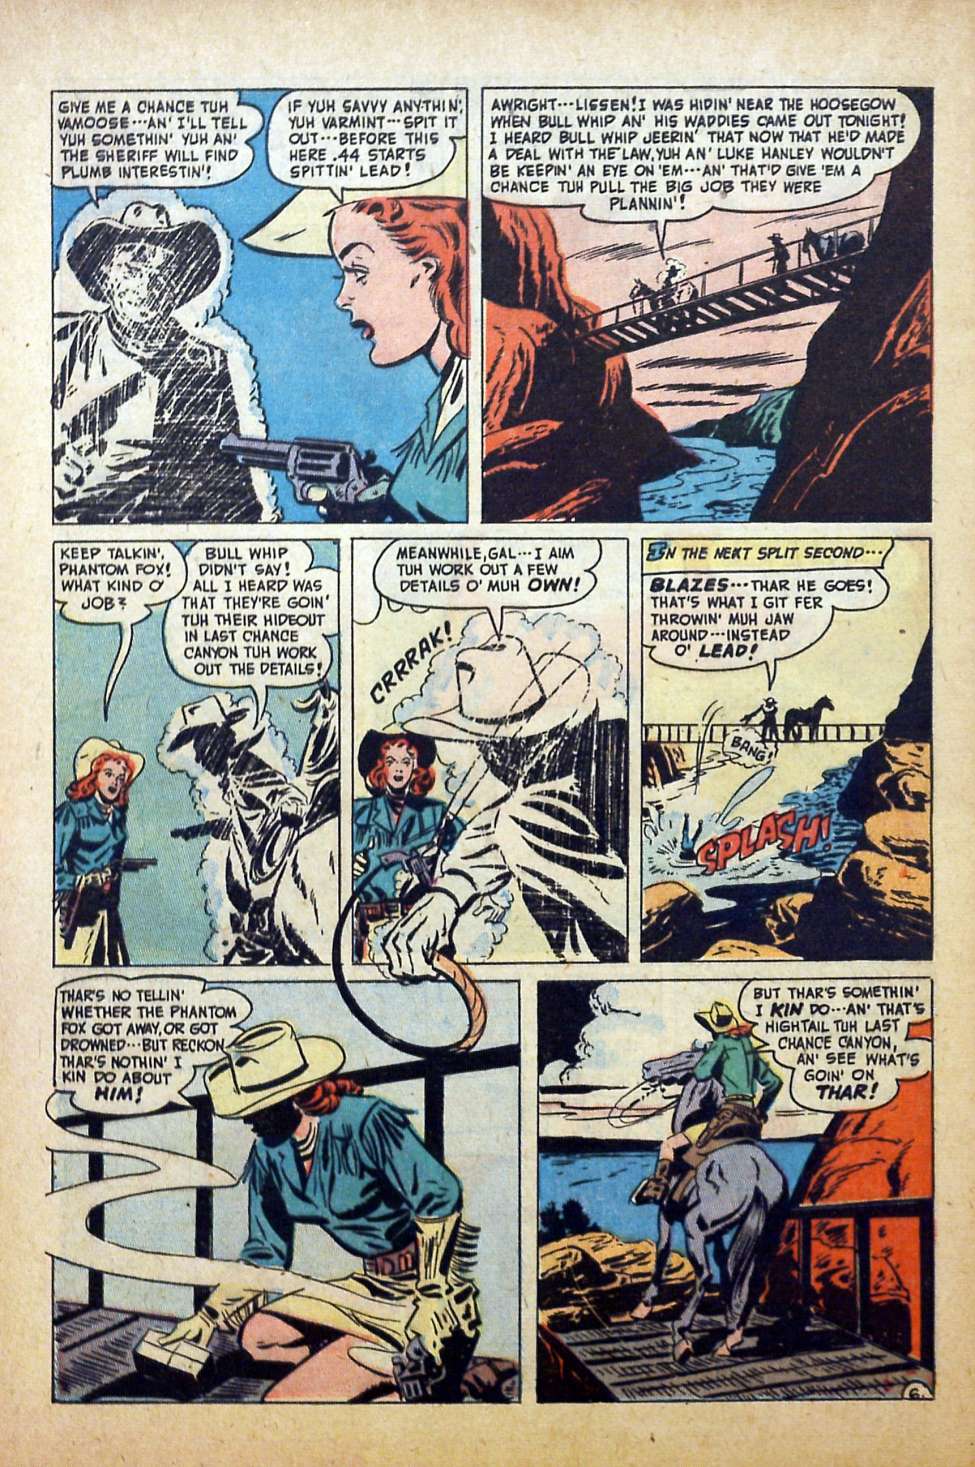 GIVE ME A CHANCE TUH
VAMOOSE---AN' I'LL TELL
YUH SOMETHIN' YUH AN'
THE SHERIFF WILL FIND
PLUMB INTERESTIN'!
IF YUH SAVVY ANYTHIN',
YUH VARMINT---SPIT IT
OUT---BEFORE THIS
HERE .44 STARTS
SPITTIN' LEAD!
AWRIGHT---LISSEN! I WAS HIDIN' NEAR THE HOOSEGOW
WHEN BULL WHIP AN' HIS WADDIES CAME OUT TONIGHT!
I HEARD BULL WHIP JEERIN' THAT NOW THAT HE'D MADE
A DEAL WITH THE LAW, YUH AN' LUKE HANLEY WOULDN'T
BE KEEPIN' AN EYE ON 'EM---AN' THAT'D GIVE 'EM A
CHANCE TUH PULL THE BIG JOB THEY WERE
PLANNIN'!
KEEP TALKIN',
PHANTOM FOX!
WHAT KIND O'
JOB?
BULL WHIP
DIDN'T SAY!
ALL I HEARD WAS
THAT THEY'RE GOIN'
TUH THEIR HIDEOUT
IN LAST CHANCE
CANYON TUH WORK
OUT THE DETAILS!
MEANWHILE, GAL---I AIM
TUH WORK OUT A FEW
DETAILS O' MUH OWN!
CRRRAK!
IN THE NEXT SPLIT SECOND---
BLAZES---THAR HE GOES!
THAT'S WHAT I GIT FER
THROWIN' MUH JAW
AROUND---INSTEAD
O' LEAD!
BANG!
SPLASH!
THAR'S NO TELLIN'
WHETHER THE PHANTOM
FOX GOT AWAY, OR GOT
DROWNED---BUT RECKON
THAR'S NOTHIN' I
KIN DO ABOUT
HIM!
BUT THAR'S SOMETHIN'
I KIN DO---AN' THAT'S
HIGHTAIL TUH LAST
CHANCE CANYON,
AN' SEE WHAT'S
GOIN' ON
THAR!
6